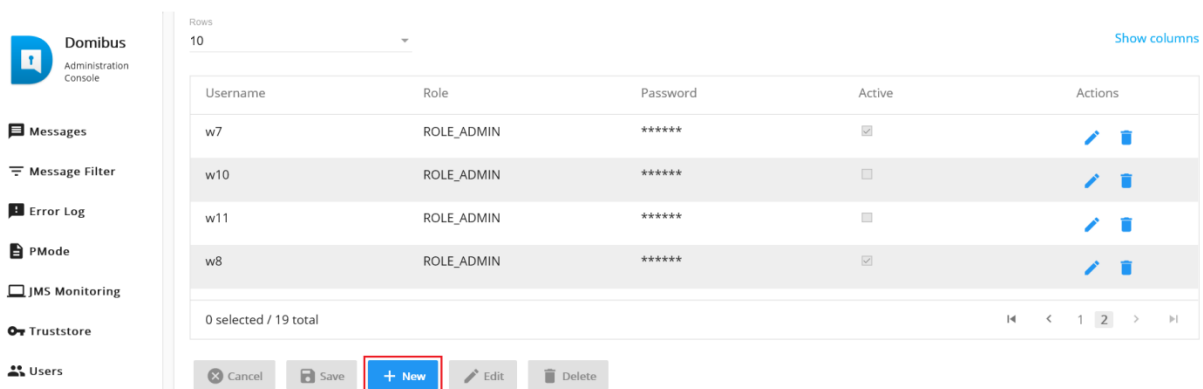 Domibus
Administration
Console
Messages
Message Filter
Error Log
PMode
JMS Monitoring
Truststore
Users
Rows
10
Show columns
Username Role Password Active Actions
w7 ROLE_ADMIN ******
w10 ROLE_ADMIN ******
w11 ROLE_ADMIN ******
w8 ROLE_ADMIN ******
0 selected / 19 total 1 2
Cancel Save + New Edit Delete